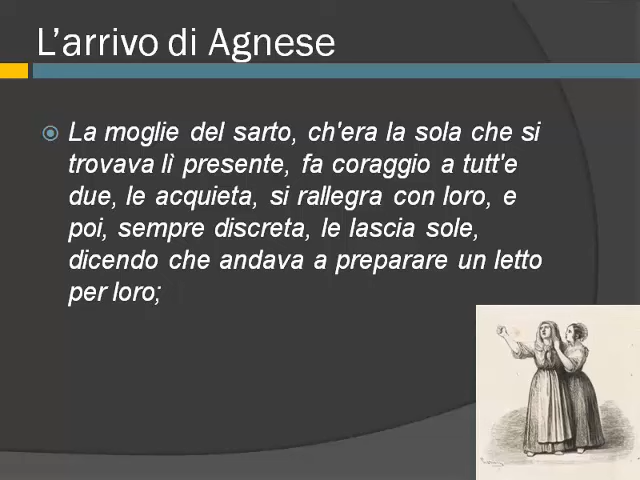 L'arrivo di Agnese
La moglie del sarto, ch'era la sola che si
trovava lì presente, fa coraggio a tutt'e
due, le acquieta, si rallegra con loro, e
poi, sempre discreta, le lascia sole,
dicendo che andava a preparare un letto
per loro;